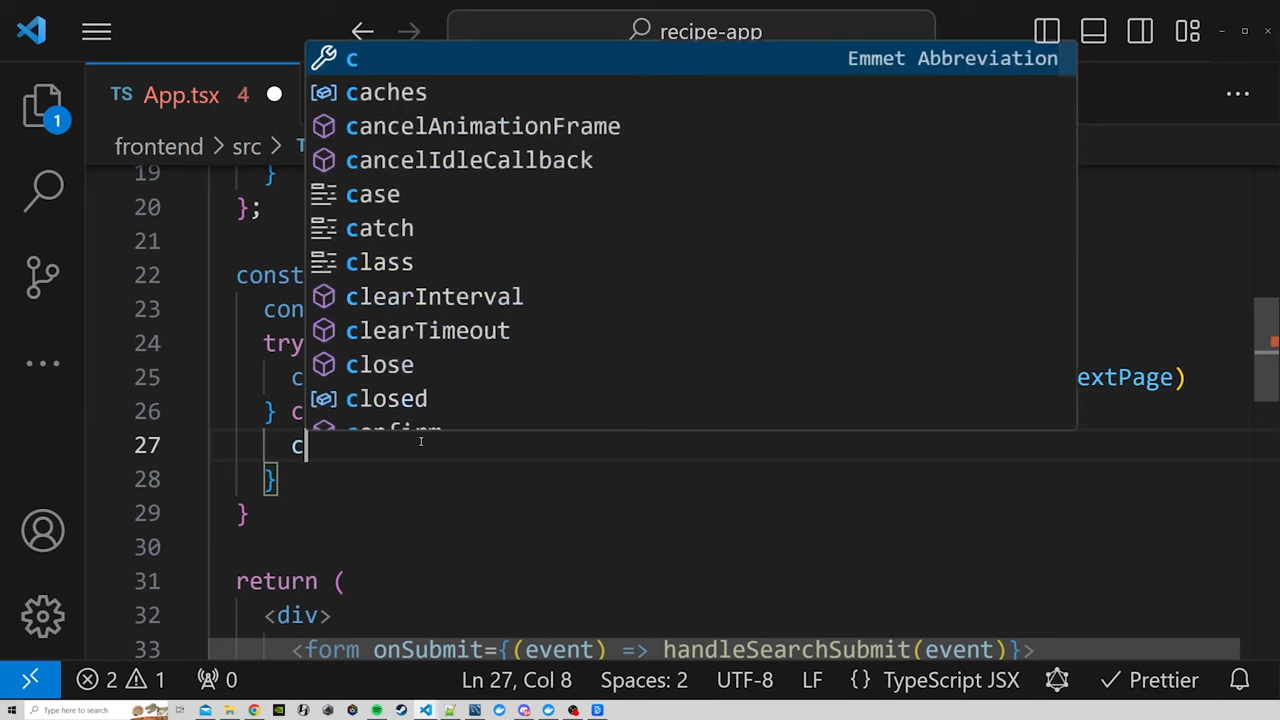 recipe-app
TS App.tsx 4
frontend > src >
c Emmet Abbreviation
caches
cancelAnimationFrame
cancelIdleCallback
case
catch
class
clearInterval
clearTimeout
close
closed
confirm
1
19 }
20 };
21
22 const
23 con
24 try
25 c extPage)
26 } c
27 c
28 }
29 }
30
31 return (
32 <div>
33 <form onSubmit={(event) => handleSearchSubmit(event)}>
2 1 0 Ln 27, Col 8 Spaces: 2 UTF-8 LF {} TypeScript JSX Prettier
Type here to search